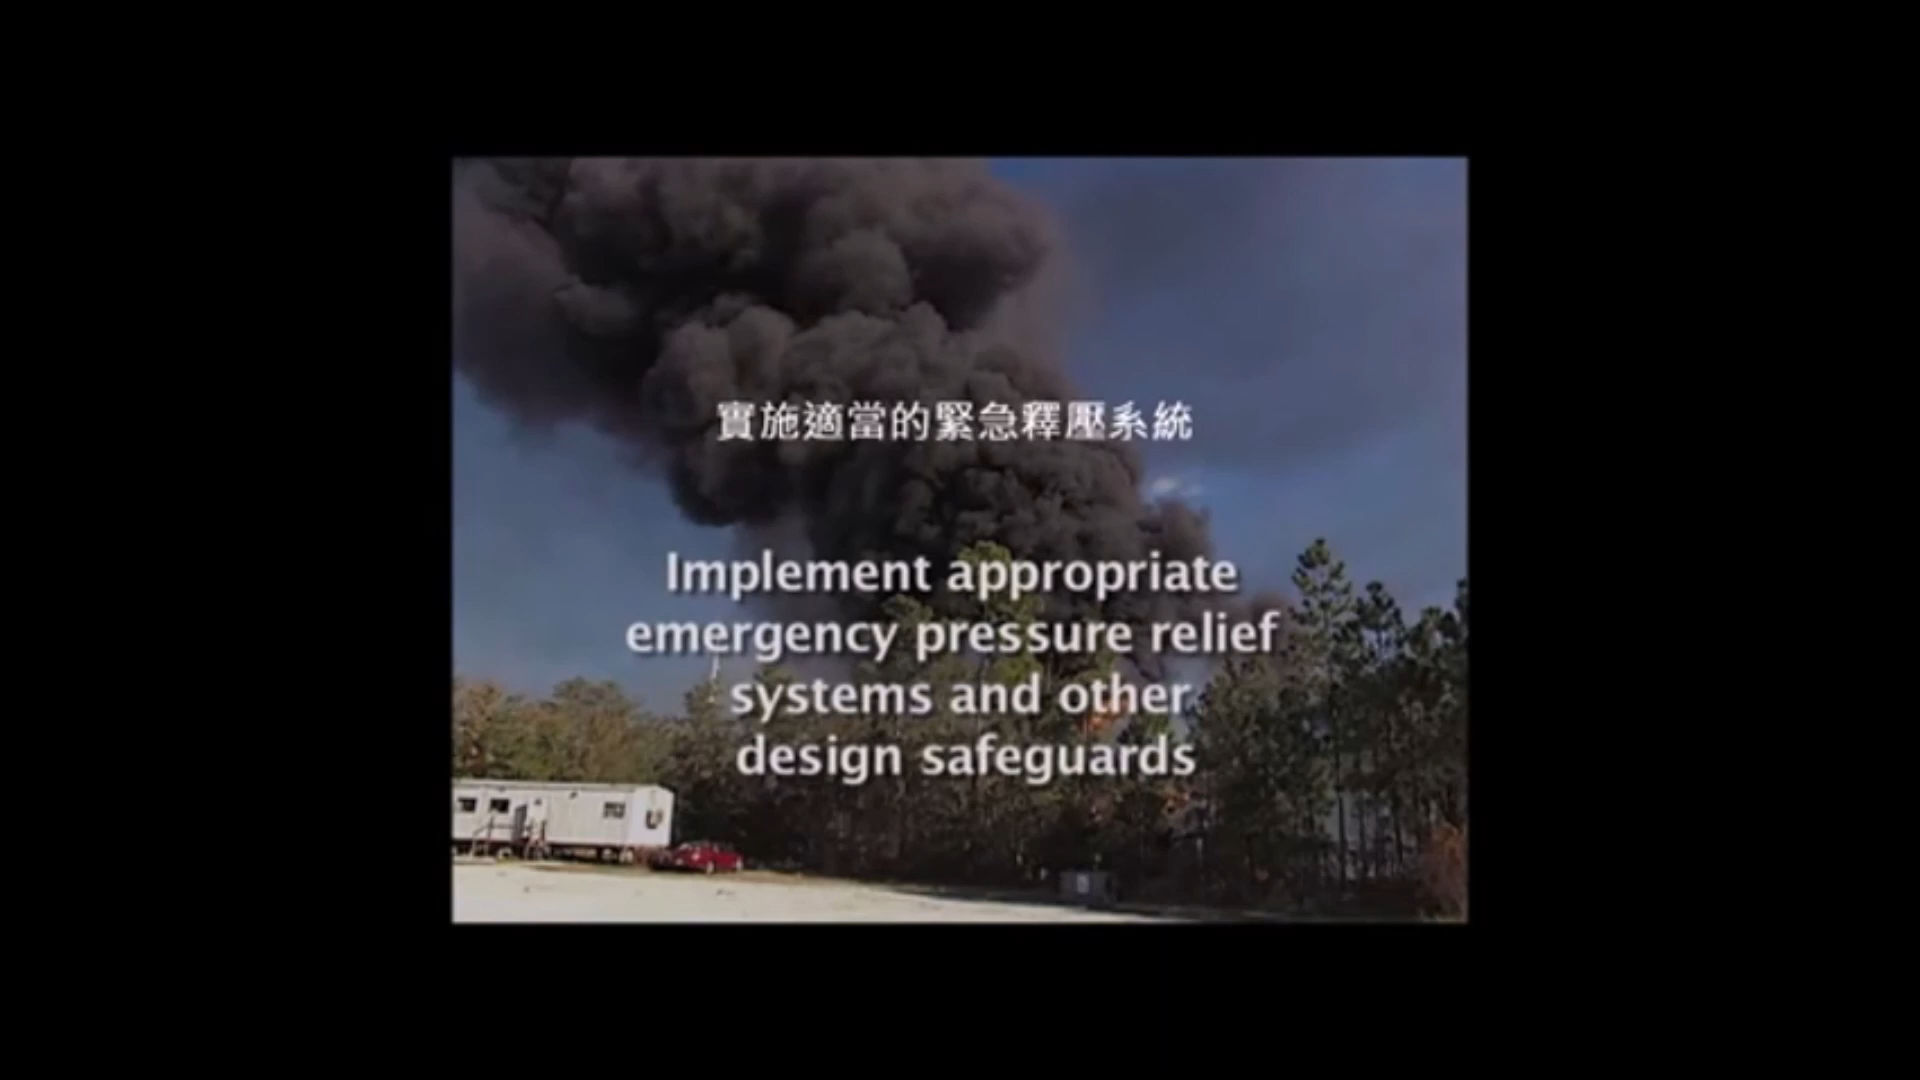 實施適當的緊急釋壓系統
Implement appropriate
emergency pressure relief
systems and other
design safeguards